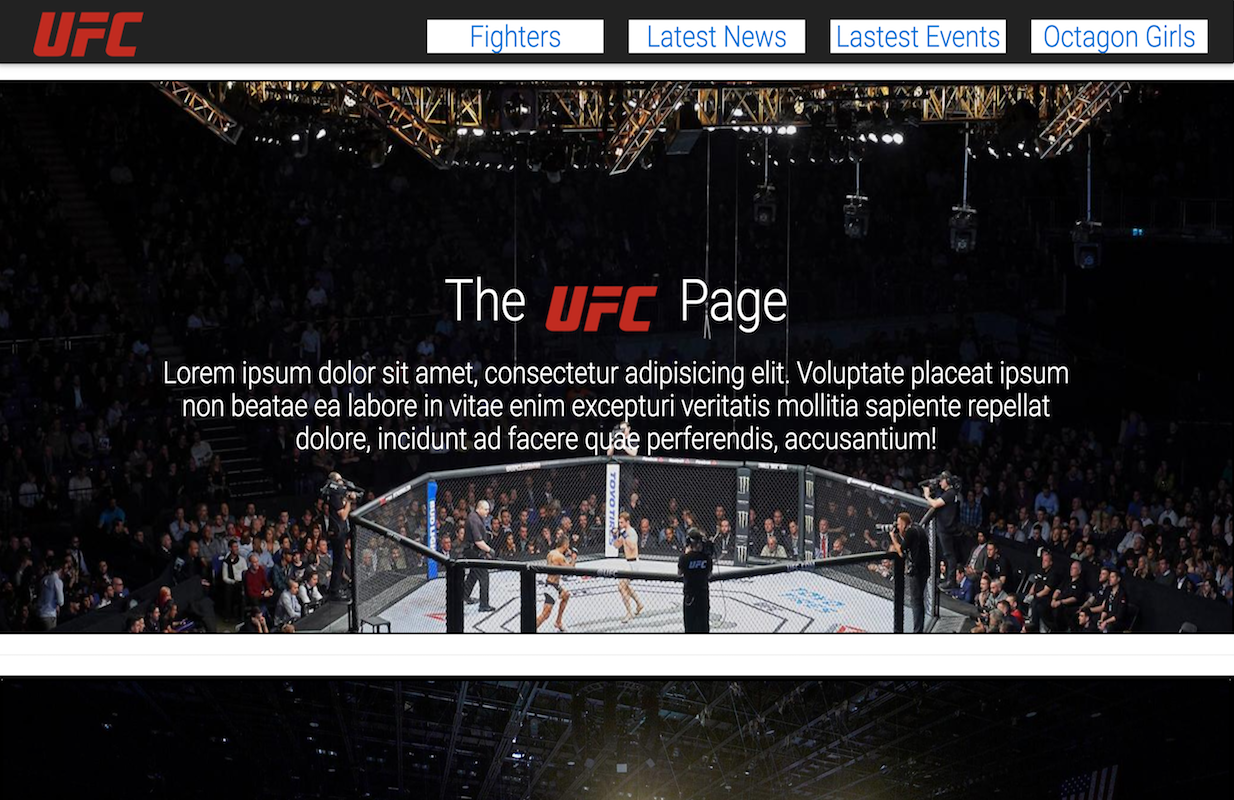 UFC
Fighters
Latest News
Lastest Events
Octagon Girls
The UFC Page
Lorem ipsum dolor sit amet, consectetur adipisicing elit. Voluptate placeat ipsum
non beatae ea labore in vitae enim excepturi veritatis mollitia sapiente repellat
dolore, incidunt ad facere quae perferendis, accusantium!
TOYO TIRES
UFC